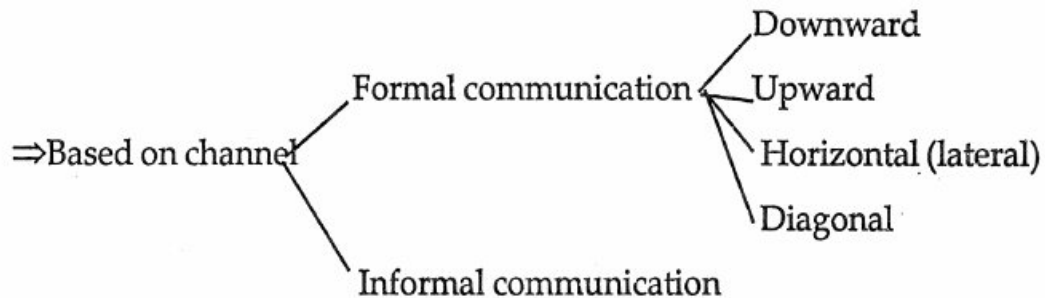 Downward
Formal communication Upward
⇒Based on channel Horizontal (lateral)
Diagonal
Informal communication